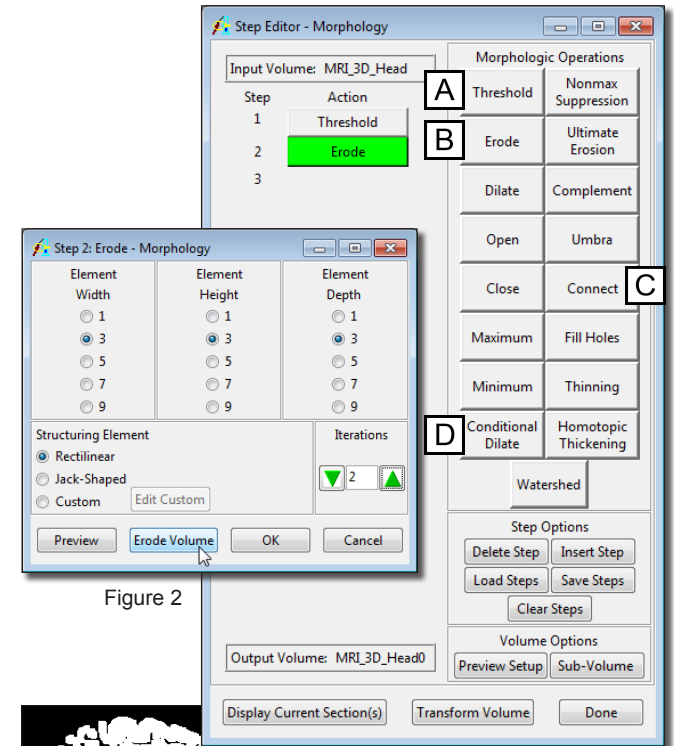 Step Editor - Morphology
Input Volume: MRI_3D_Head
Step Action
1 Threshold
2 Erode
3
Morphologic Operations
A Threshold Nonmax Suppression
B Erode Ultimate Erosion
Dilate Complement
Open Umbra
Close Connect C
Maximum Fill Holes
Minimum Thinning
D Conditional Dilate Homotopic Thickening
Watershed
Step Options
Delete Step Insert Step
Load Steps Save Steps
Clear Steps
Volume Options
Preview Setup Sub-Volume
Output Volume: MRI_3D_Head0
Display Current Section(s) Transform Volume Done
Step 2: Erode - Morphology
Element Element Element
Width Height Depth
1 1 1
3 3 3
5 5 5
7 7 7
9 9 9
Structuring Element Iterations
Rectilinear
Jack-Shaped 2
Custom Edit Custom
Preview Erode Volume OK Cancel
Figure 2